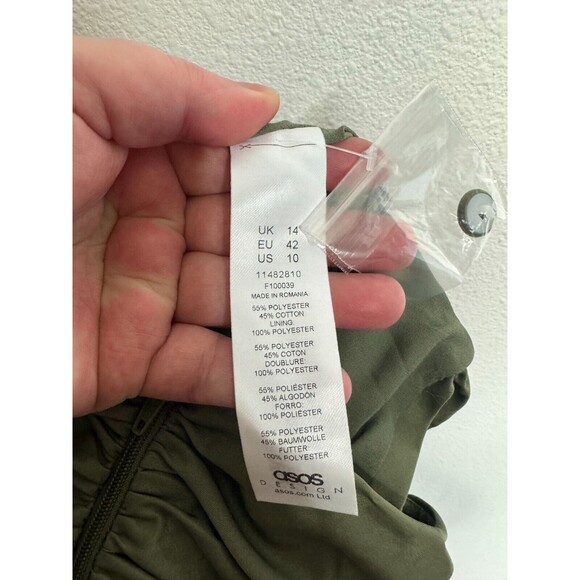 UK 14
EU 42
US 10
11482810
F100039
MADE IN ROMANIA
55% POLYESTER
45% COTTON
LINING:
100% POLYESTER
55% POLYESTER
45% COTON
DOUBLURE:
100% POLYESTER
55% POLIÉSTER
45% ALGODÓN
FORRO:
100% POLIÉSTER
55% POLYESTER
45% BAUMWOLLE
FUTTER:
100% POLYESTER
asos
DESIGN
asos.com Ltd